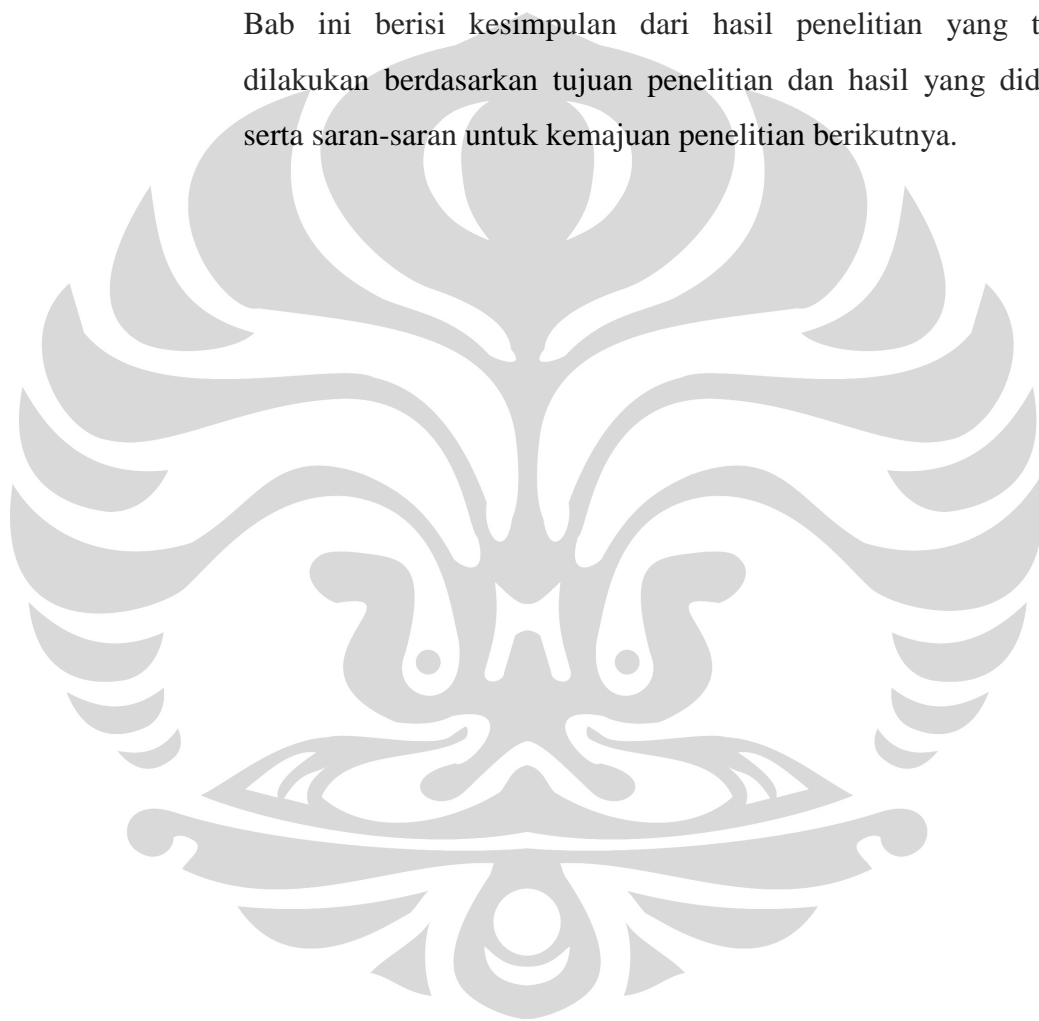 Bab ini berisi kesimpulan dari hasil penelitian yang
dilakukan berdasarkan tujuan penelitian dan hasil yang
serta saran-saran untuk kemajuan penelitian berikutnya.